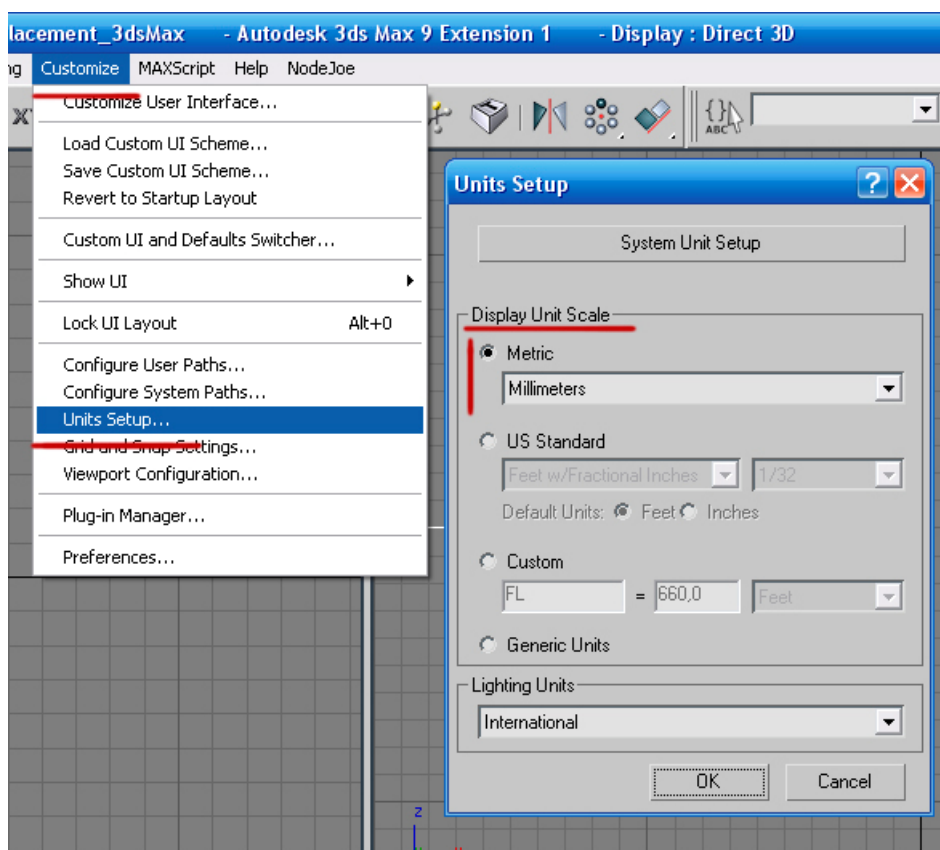 lacement_3dsMax - Autodesk 3ds Max 9 Extension 1 - Display : Direct 3D
ng Customize MAXScript Help NodeJoe
Customize User Interface...
Load Custom UI Scheme...
Save Custom UI Scheme...
Revert to Startup Layout
Custom UI and Defaults Switcher...
Show UI
Lock UI Layout Alt+0
Configure User Paths...
Configure System Paths...
Units Setup...
Grid and Snap Settings...
Viewport Configuration...
Plug-in Manager...
Preferences...
X
{} ABC
Units Setup
System Unit Setup
Display Unit Scale
Metric
Millimeters
US Standard
Feet w/Fractional Inches 1/32
Default Units: Feet Inches
Custom
FL = 660,0 Feet
Generic Units
Lighting Units
International
OK Cancel
z